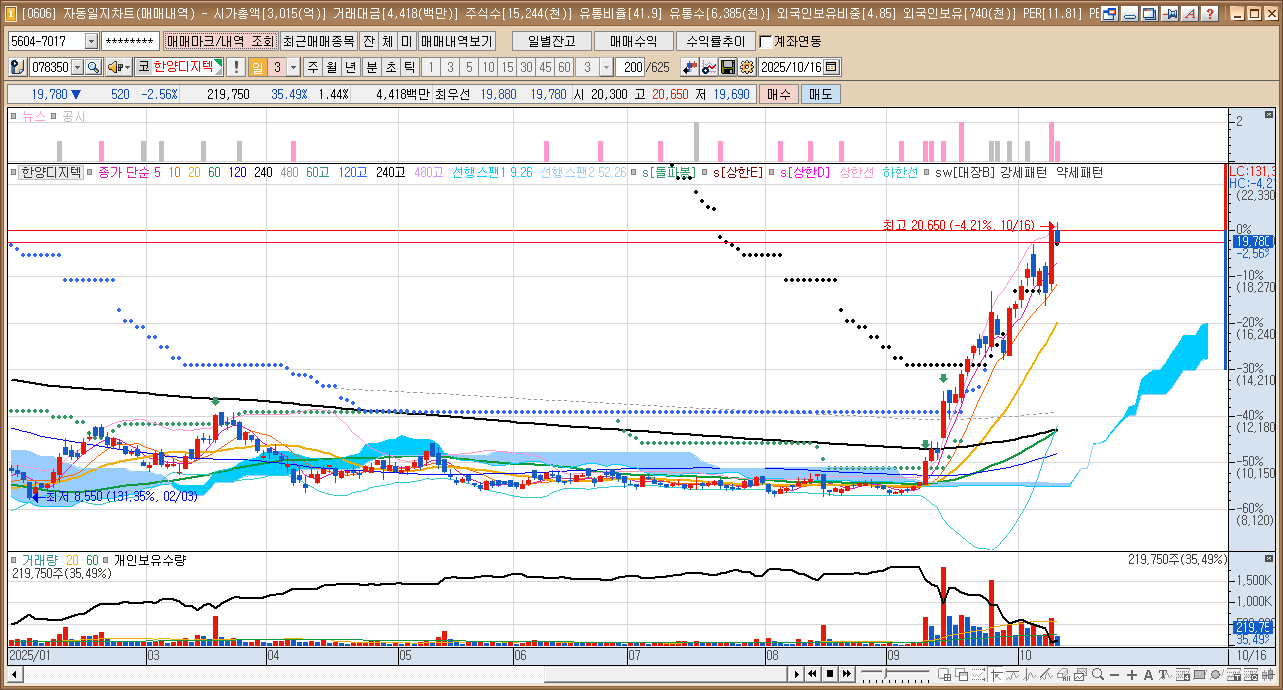 [0606] 자동일지차트(매매내역) - 시가총액[3,015(억)] 거래대금[4,418(백만)] 주식수[15,244(천)] 유통비율[41.9] 유통수[6,385(천)] 외국인보유비중[4.85] 외국인보유[740(천)] PER[11.81]
5604-7017 ******** 매매마크/내역 조회 최근매매종목 잔 체 미 매매내역보기 일별잔고 매매수익 수익률추이 계좌연동
078350 코 한양디지텍 ! 일 3 주 월 년 분 초 틱 1 3 5 10 15 30 45 60 3 200 /625 2025/10/16
19,780 ▼ 520 -2.56% 219,750 35.49% 1.44% 4,418백만 최우선 19,880 19,780 시 20,300 고 20,650 저 19,690 매수 매도
뉴스 공시
2
한양디지텍 종가 단순 5 10 20 60 120 240 480 60고 120고 240고 480고 선행스팬1 9,26 선행스팬2 52,26 s[돌파봉] s[상한E] s[상한D] 상한선 하한선 sw[대장B] 강세패턴 약세패턴
LC:131,3
HC:-4,2
(22,330
최고 20,650 (-4,21%, 10/16)
0%
19,780
-2,56%
-10%
(18,270
-20%
(16,240
-30%
(14,210
-40%
(12,180
-50%
(10,150
최저 8,550 (131,35%, 02/03)
-60%
(8,120)
거래량 20 60 개인보유수량
219,750주(35,49%)
219,750주(35,49%)
1,500K
1,000K
219,75
35,49%
2025/01 03 04 05 06 07 08 09 10 10/16